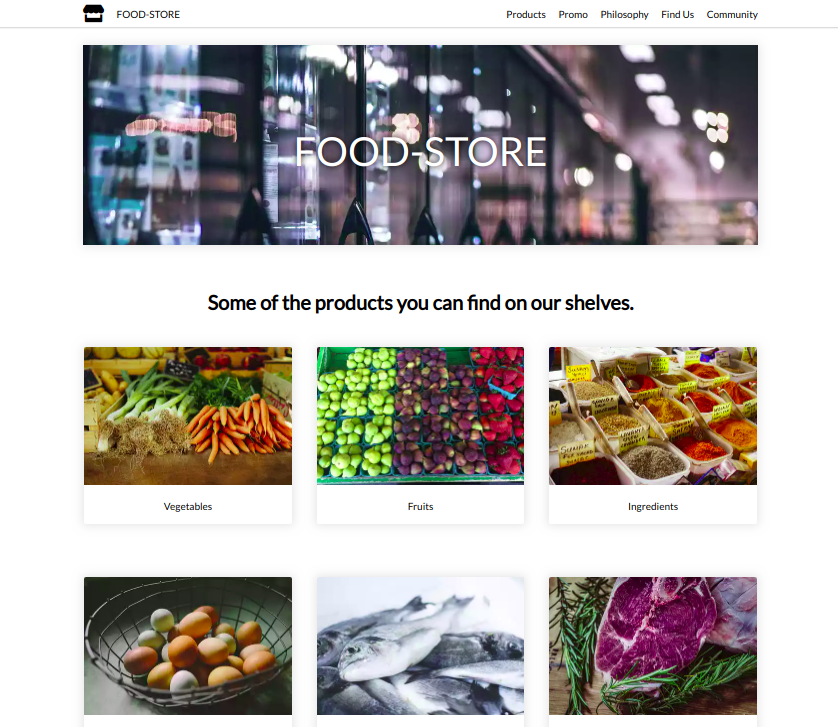 FOOD-STORE
Products Promo Philosophy Find Us Community
FOOD-STORE
Some of the products you can find on our shelves.
Vegetables
Fruits
Ingredients